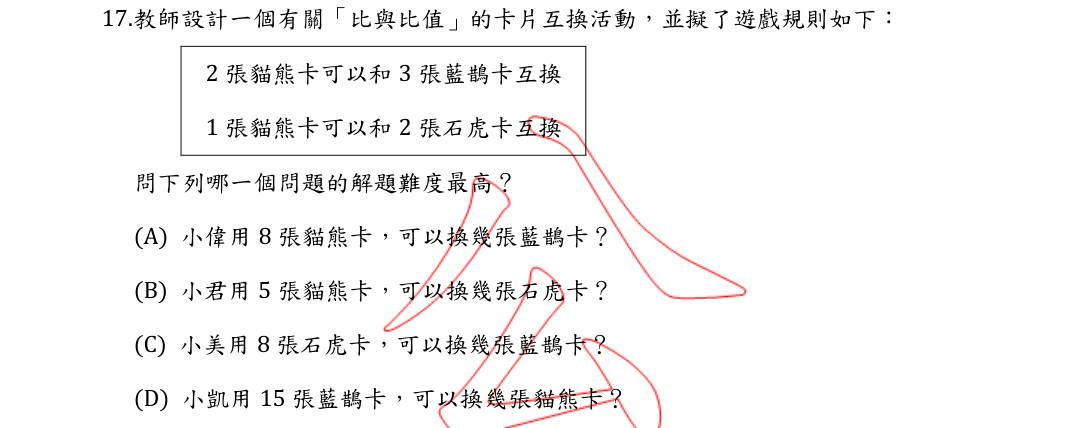 17.教師設計一個有關「比與比值」的卡片互換活動，並擬了遊戲規則如下：
2 張貓熊卡可以和 3 張藍鵲卡互換
1 張貓熊卡可以和 2 張石虎卡互換
問下列哪一個問題的解題難度最高？
(A) 小偉用 8 張貓熊卡，可以換幾張藍鵲卡？
(B) 小君用 5 張貓熊卡，可以換幾張石虎卡？
(C) 小美用 8 張石虎卡，可以換幾張藍鵲卡？
(D) 小凱用 15 張藍鵲卡，可以換幾張貓熊卡？